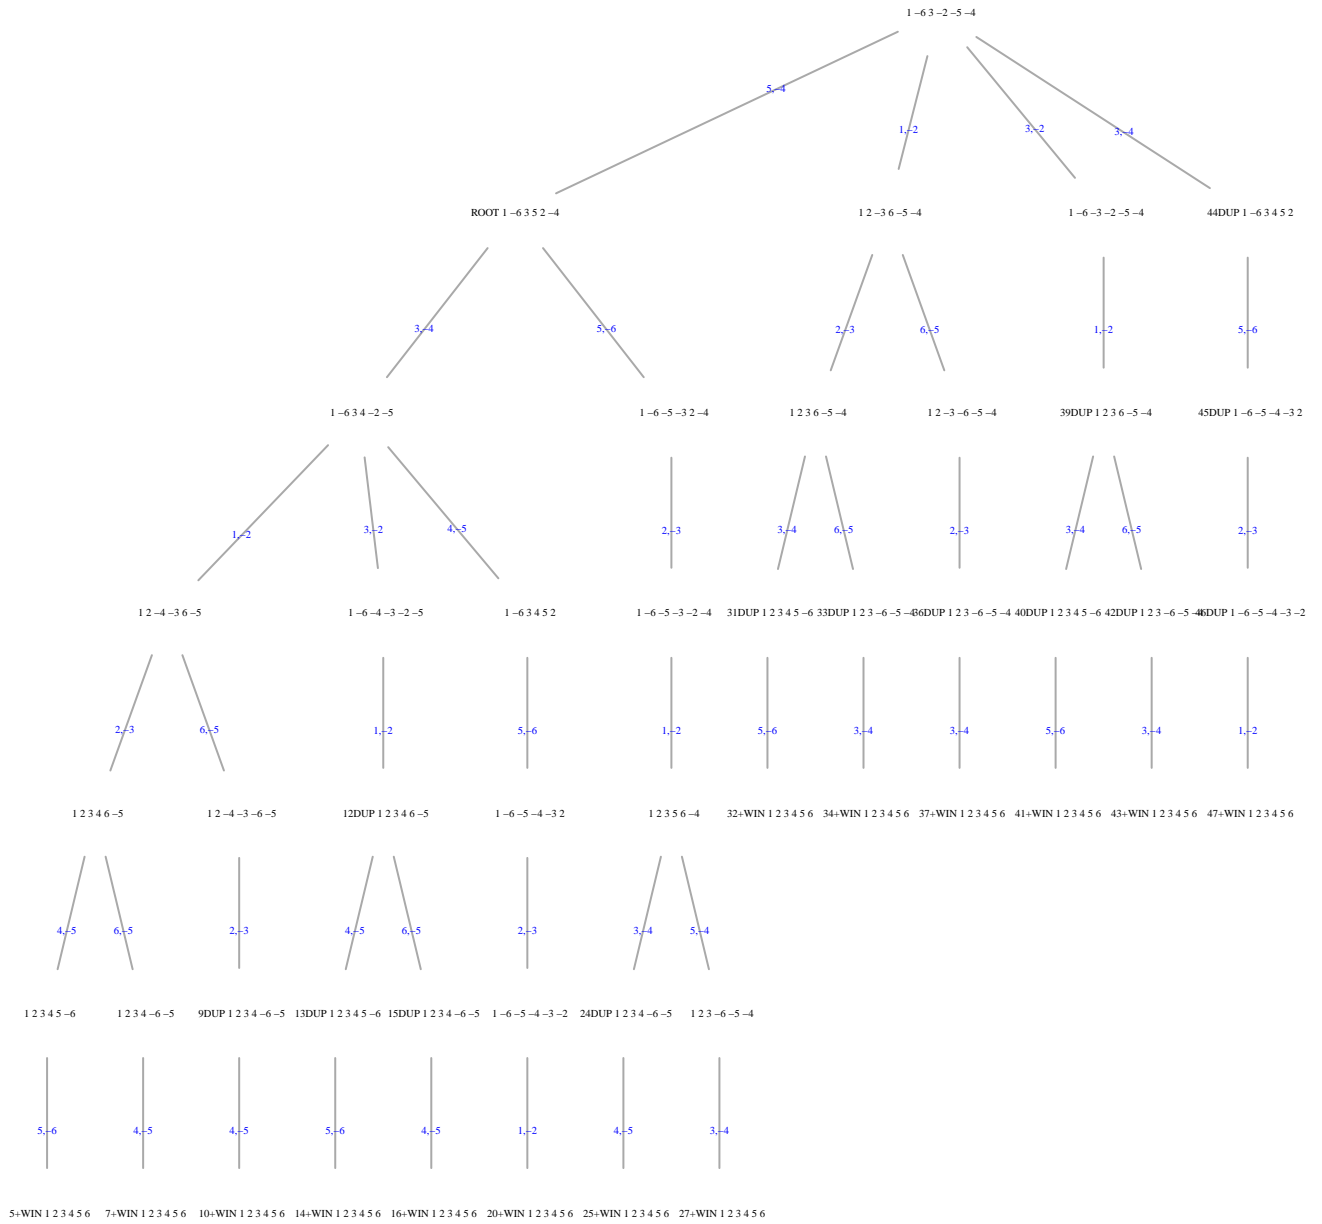 1 −6 3 −2 −5 −4
5,−4
1,−2
3,−2
3,−4
ROOT 1 −6 3 5 2 −4
1 2 −3 6 −5 −4
1 −6 −3 −2 −5 −4
44DUP 1 −6 3 4 5 2
3,−4
5,−6
2,−3
6,−5
1,−2
5,−6
1 −6 3 4 −2 −5
1 −6 −5 −3 2 −4
1 2 3 6 −5 −4
1 2 −3 −6 −5 −4
39DUP 1 2 3 6 −5 −4
45DUP 1 −6 −5 −4 −3 2
1,−2
3,−2
4,−5
2,−3
3,−4
6,−5
2,−3
3,−4
6,−5
2,−3
1 2 −4 −3 6 −5
1 −6 −4 −3 −2 −5
1 −6 3 4 5 2
1 −6 −5 −3 −2 −4
31DUP 1 2 3 4 5 −6
33DUP 1 2 3 −6 −5 −4
36DUP 1 2 3 −6 −5 −4
40DUP 1 2 3 4 5 −6
42DUP 1 2 3 −6 −5 −4
46DUP 1 −6 −5 −4 −3 −2
2,−3
6,−5
1,−2
5,−6
1,−2
5,−6
3,−4
3,−4
5,−6
3,−4
1,−2
1 2 3 4 6 −5
1 2 −4 −3 −6 −5
12DUP 1 2 3 4 6 −5
1 −6 −5 −4 −3 2
1 2 3 5 6 −4
32+WIN 1 2 3 4 5 6
34+WIN 1 2 3 4 5 6
37+WIN 1 2 3 4 5 6
41+WIN 1 2 3 4 5 6
43+WIN 1 2 3 4 5 6
47+WIN 1 2 3 4 5 6
4,−5
6,−5
2,−3
4,−5
6,−5
2,−3
3,−4
5,−4
1 2 3 4 5 −6
1 2 3 4 −6 −5
9DUP 1 2 3 4 −6 −5
13DUP 1 2 3 4 5 −6
15DUP 1 2 3 4 −6 −5
1 −6 −5 −4 −3 −2
24DUP 1 2 3 4 −6 −5
1 2 3 −6 −5 −4
5,−6
4,−5
4,−5
5,−6
4,−5
1,−2
4,−5
3,−4
5+WIN 1 2 3 4 5 6
7+WIN 1 2 3 4 5 6
10+WIN 1 2 3 4 5 6
14+WIN 1 2 3 4 5 6
16+WIN 1 2 3 4 5 6
20+WIN 1 2 3 4 5 6
25+WIN 1 2 3 4 5 6
27+WIN 1 2 3 4 5 6